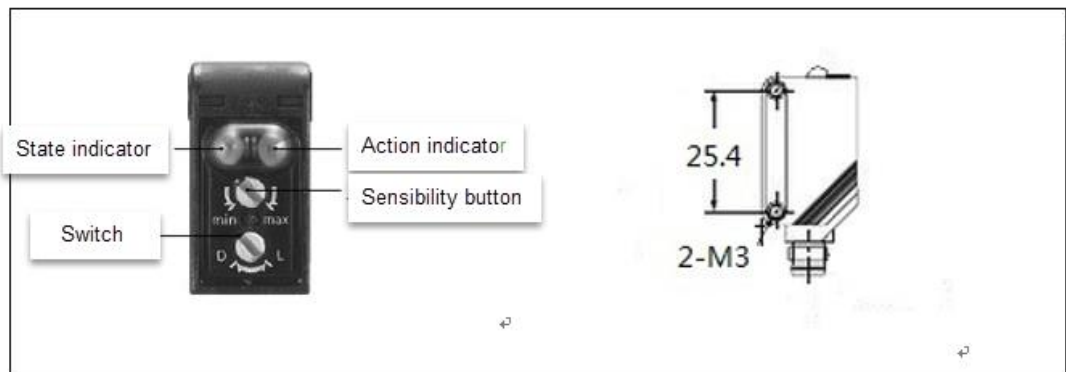 State indicator
Action indicator
Sensibility button
min
max
Switch
D
L
25.4
2-M3